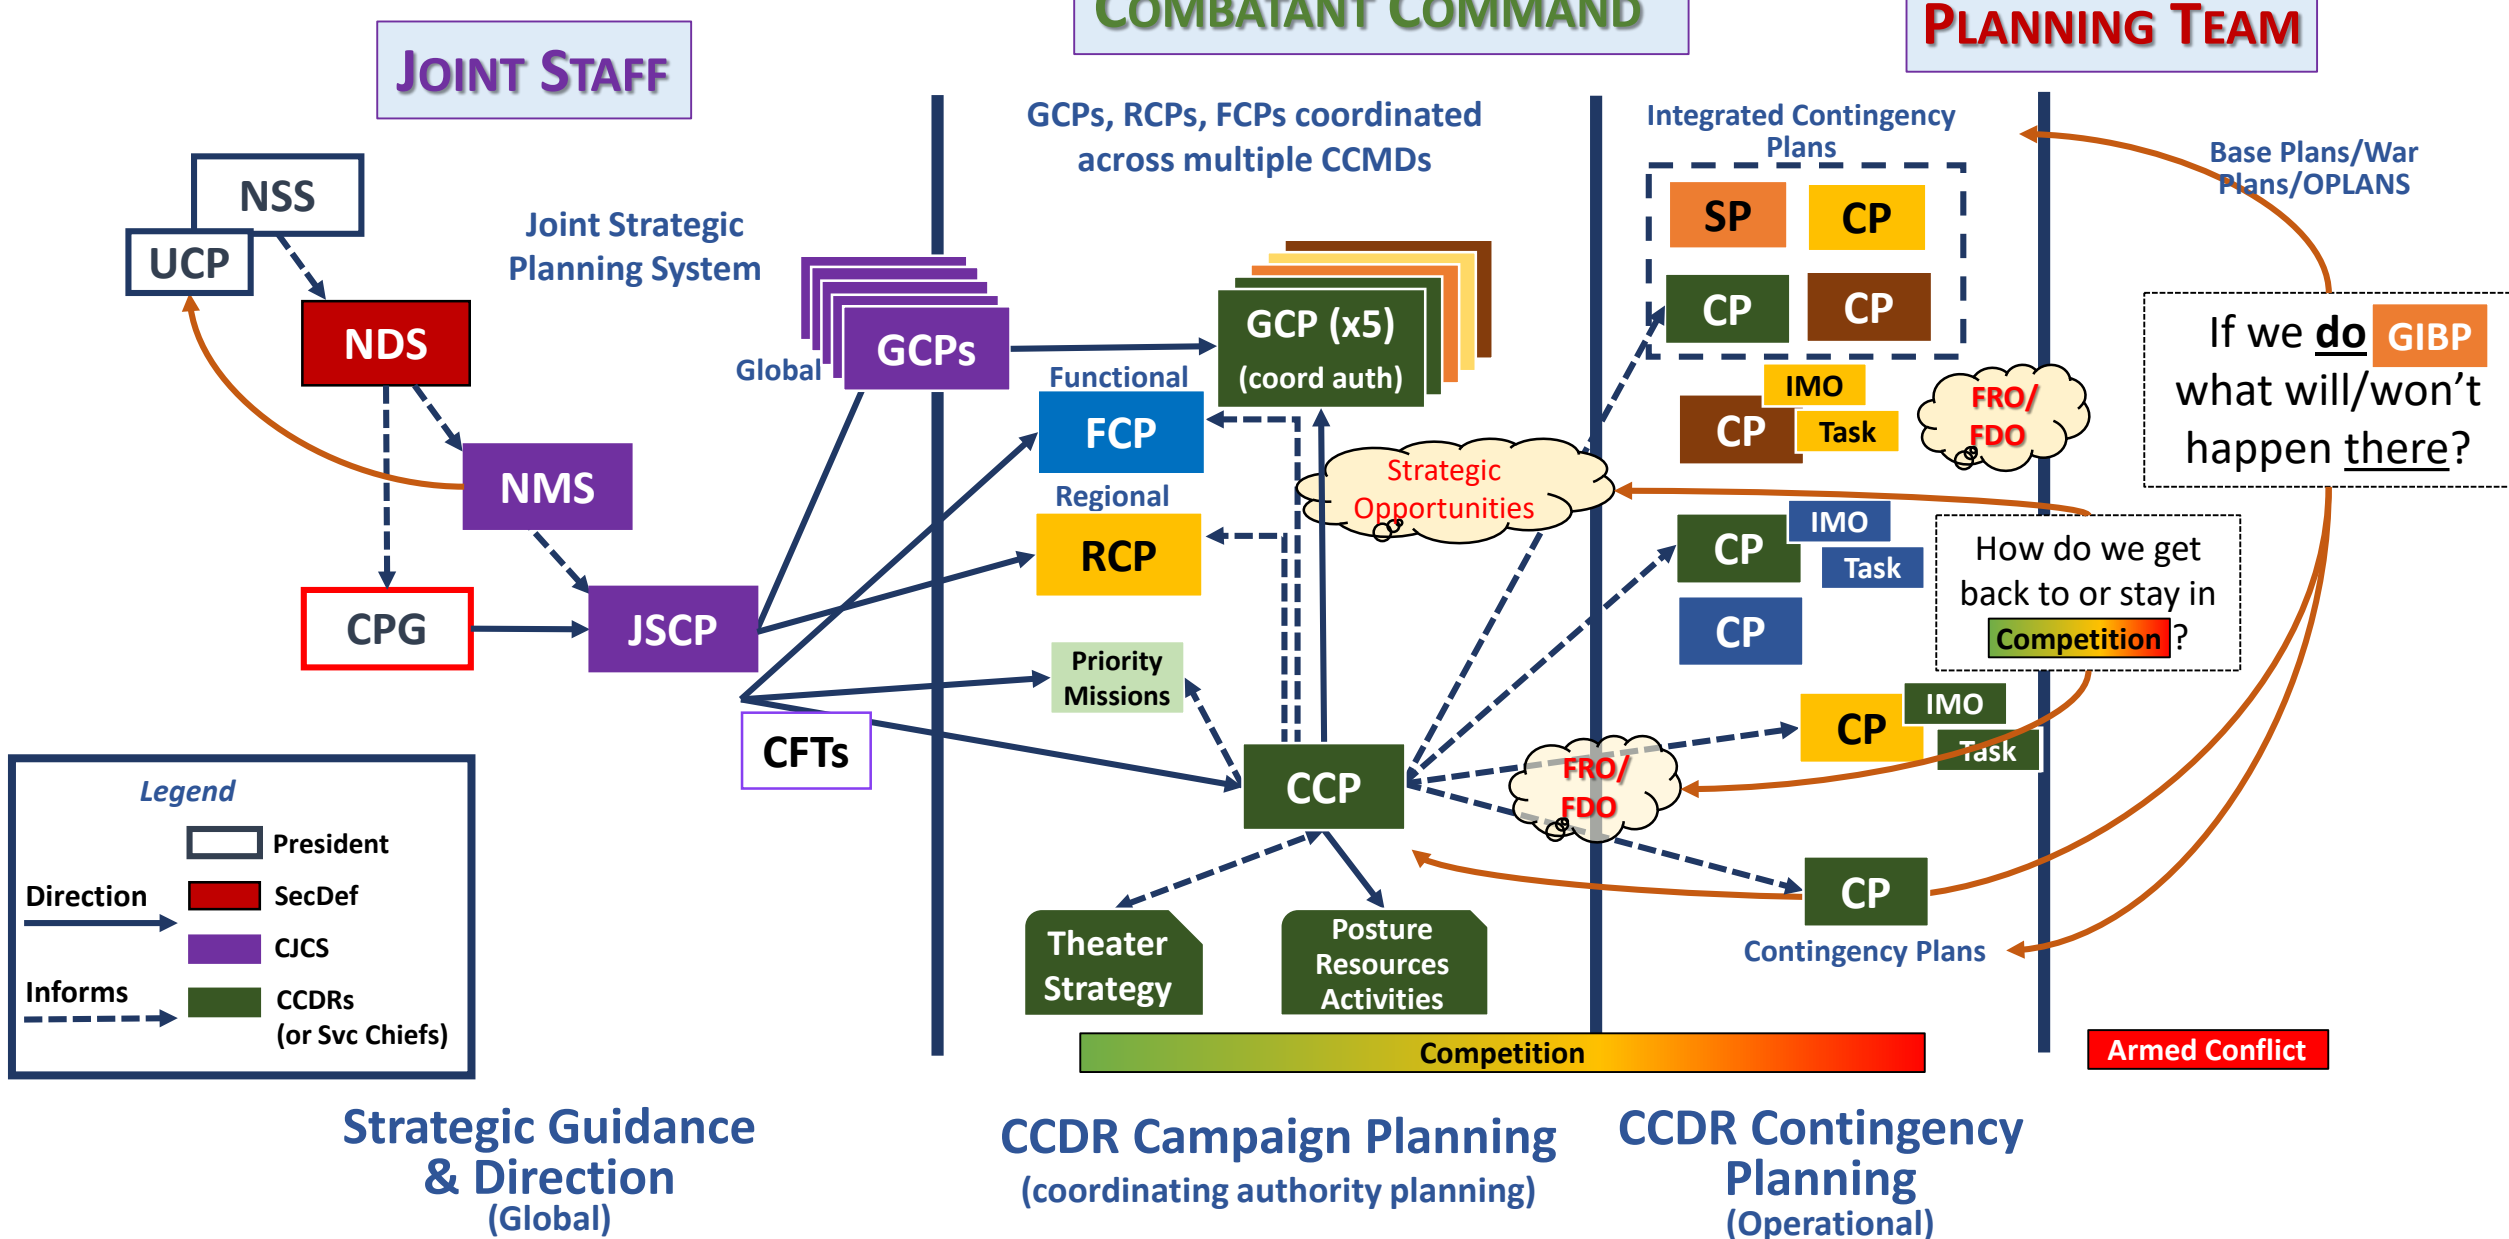 COMBATANT COMMAND
PLANNING TEAM
JOINT STAFF
GCPs, RCPs, FCPs coordinated
across multiple CCMDs
Integrated Contingency
Plans
Base Plans/War
Plans/OPLANS
NSS
UCP
Joint Strategic
Planning System
NDS
Global
GCPs
GCP (x5)
(coord auth)
Functional
FCP
Regional
RCP
NMS
CPG
JSCP
Priority
Missions
CFTs
CCP
Strategic
Opportunities
SP
CP
CP
CP
IMO
CP
Task
FRO/
FDO
IMO
CP
Task
CP
IMO
CP
Task
FRO/
FDO
CP
Contingency Plans
If we do GIBP
what will/won't
happen there?
How do we get
back to or stay in
Competition ?
Theater
Strategy
Posture
Resources
Activities
Legend
President
Direction
SecDef
CJCS
Informs
CCDRs
(or Svc Chiefs)
Competition
Armed Conflict
Strategic Guidance
& Direction
(Global)
CCDR Campaign Planning
(coordinating authority planning)
CCDR Contingency
Planning
(Operational)